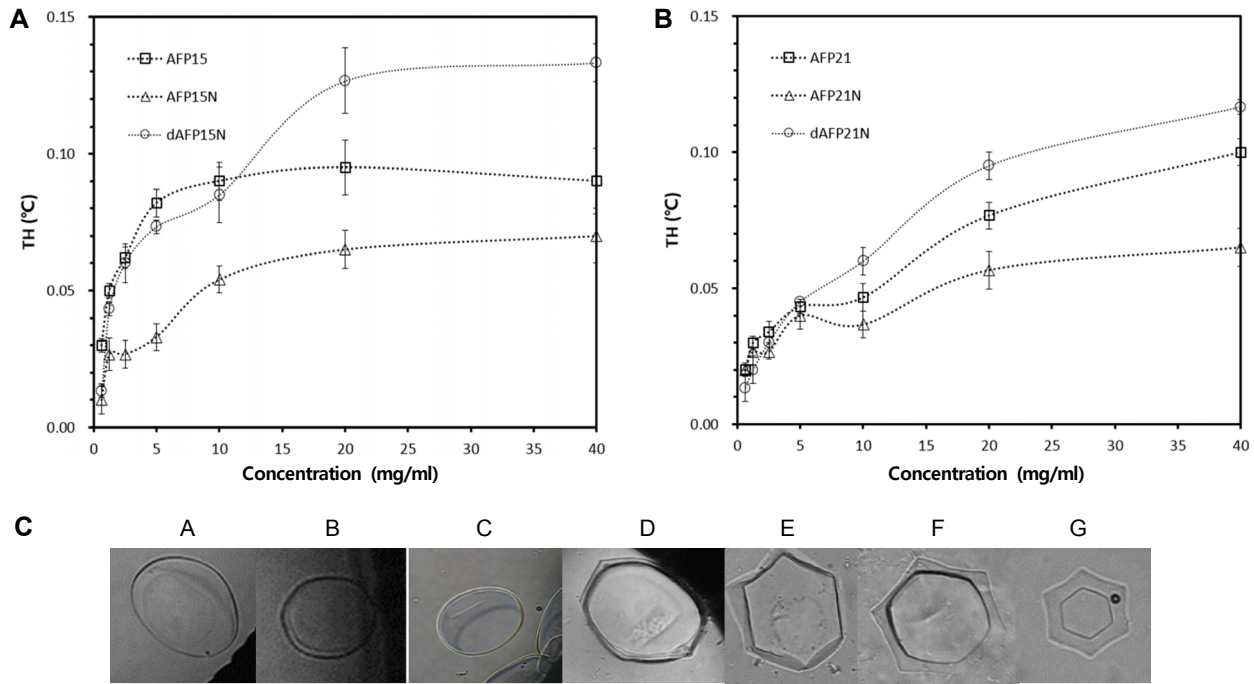 A
0.15
0.10
0.05
0.00
TH (℃)
AFP15
AFP15N
dAFP15N
0 5 10 15 20 25 30 35 40
Concentration (mg/ml)
B
0.15
0.10
0.05
0.00
TH (℃)
AFP21
AFP21N
dAFP21N
0 5 10 15 20 25 30 35 40
Concentration (mg/ml)
C
A B C D E F G